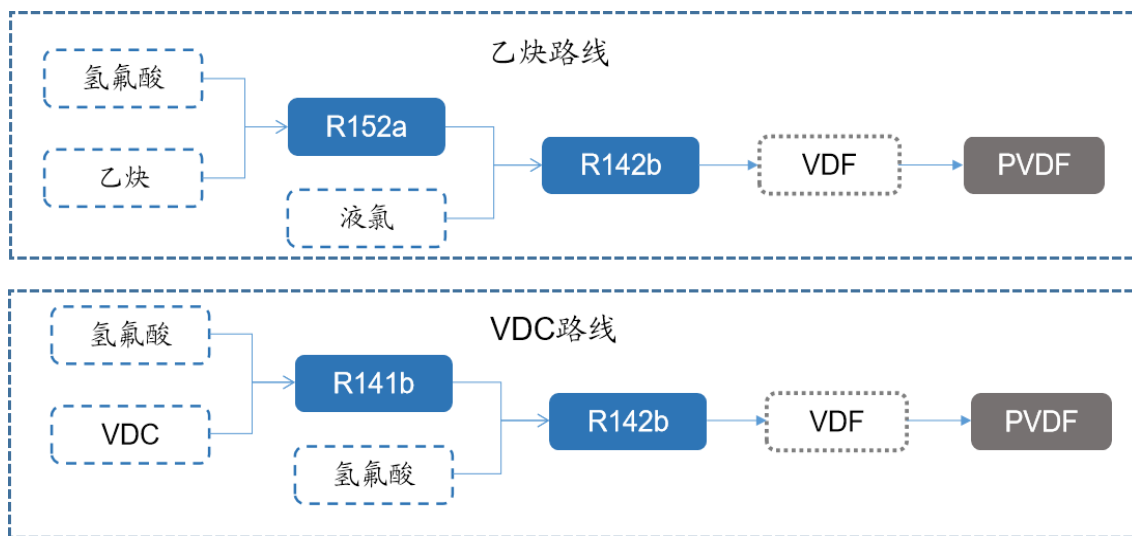 乙炔路线
氢氟酸
乙炔
R152a
液氯
R142b
VDF
PVDF
VDC路线
氢氟酸
VDC
R141b
氢氟酸
R142b
VDF
PVDF